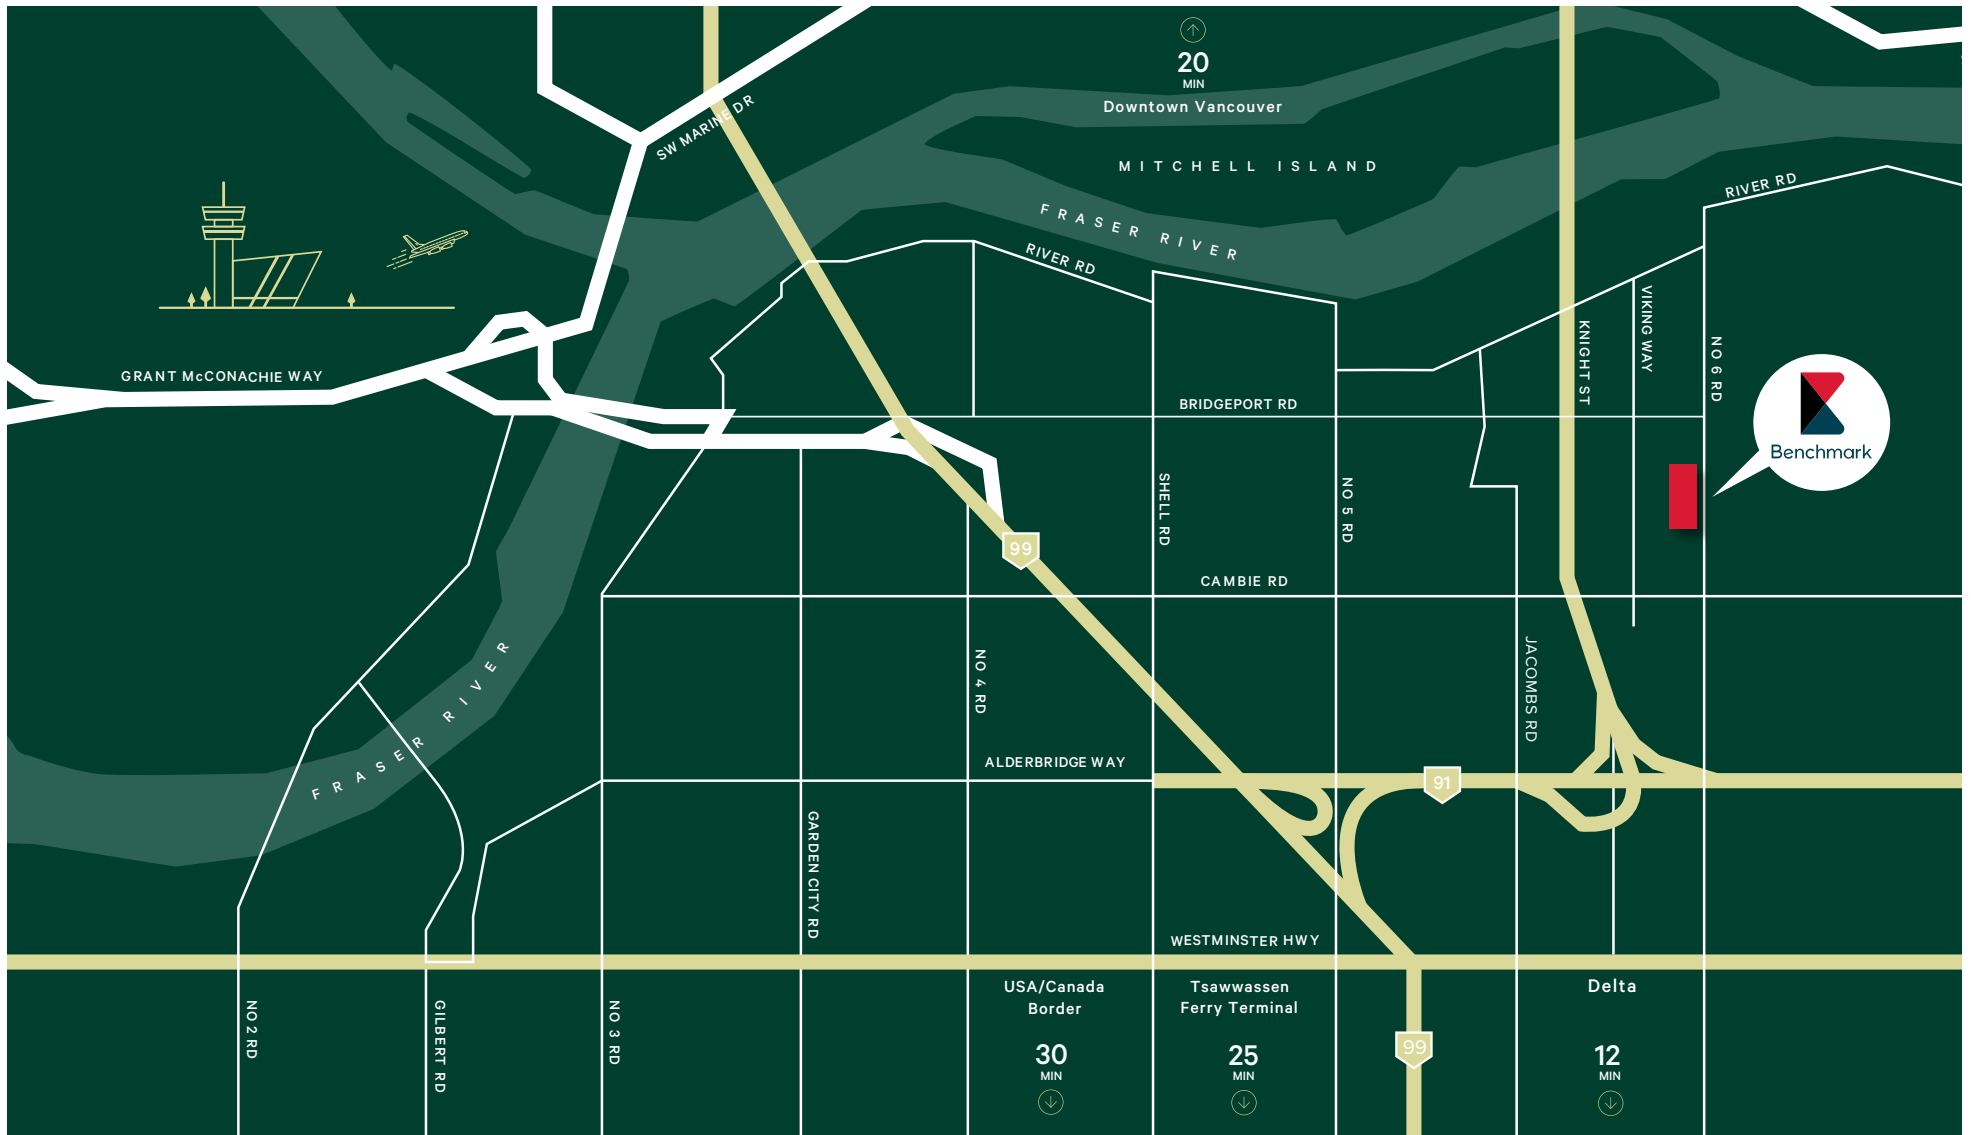 20
MIN
Downtown Vancouver
SW MARINE DR
MITCHELL ISLAND
RIVER RD
FRASER RIVER
RIVER RD
GRANT McCONACHIE WAY
BRIDGEPORT RD
KNIGHT ST
VIKING WAY
NO 6 RD
Benchmark
SHELL RD
NO 5 RD
99
CAMBIE RD
FRASER RIVER
NO 4 RD
JACOMBS RD
ALDERBRIDGE WAY
91
GARDEN CITY RD
WESTMINSTER HWY
NO 2 RD
GILBERT RD
NO 3 RD
USA/Canada
Border
30
MIN
Tsawwassen
Ferry Terminal
25
MIN
99
Delta
12
MIN